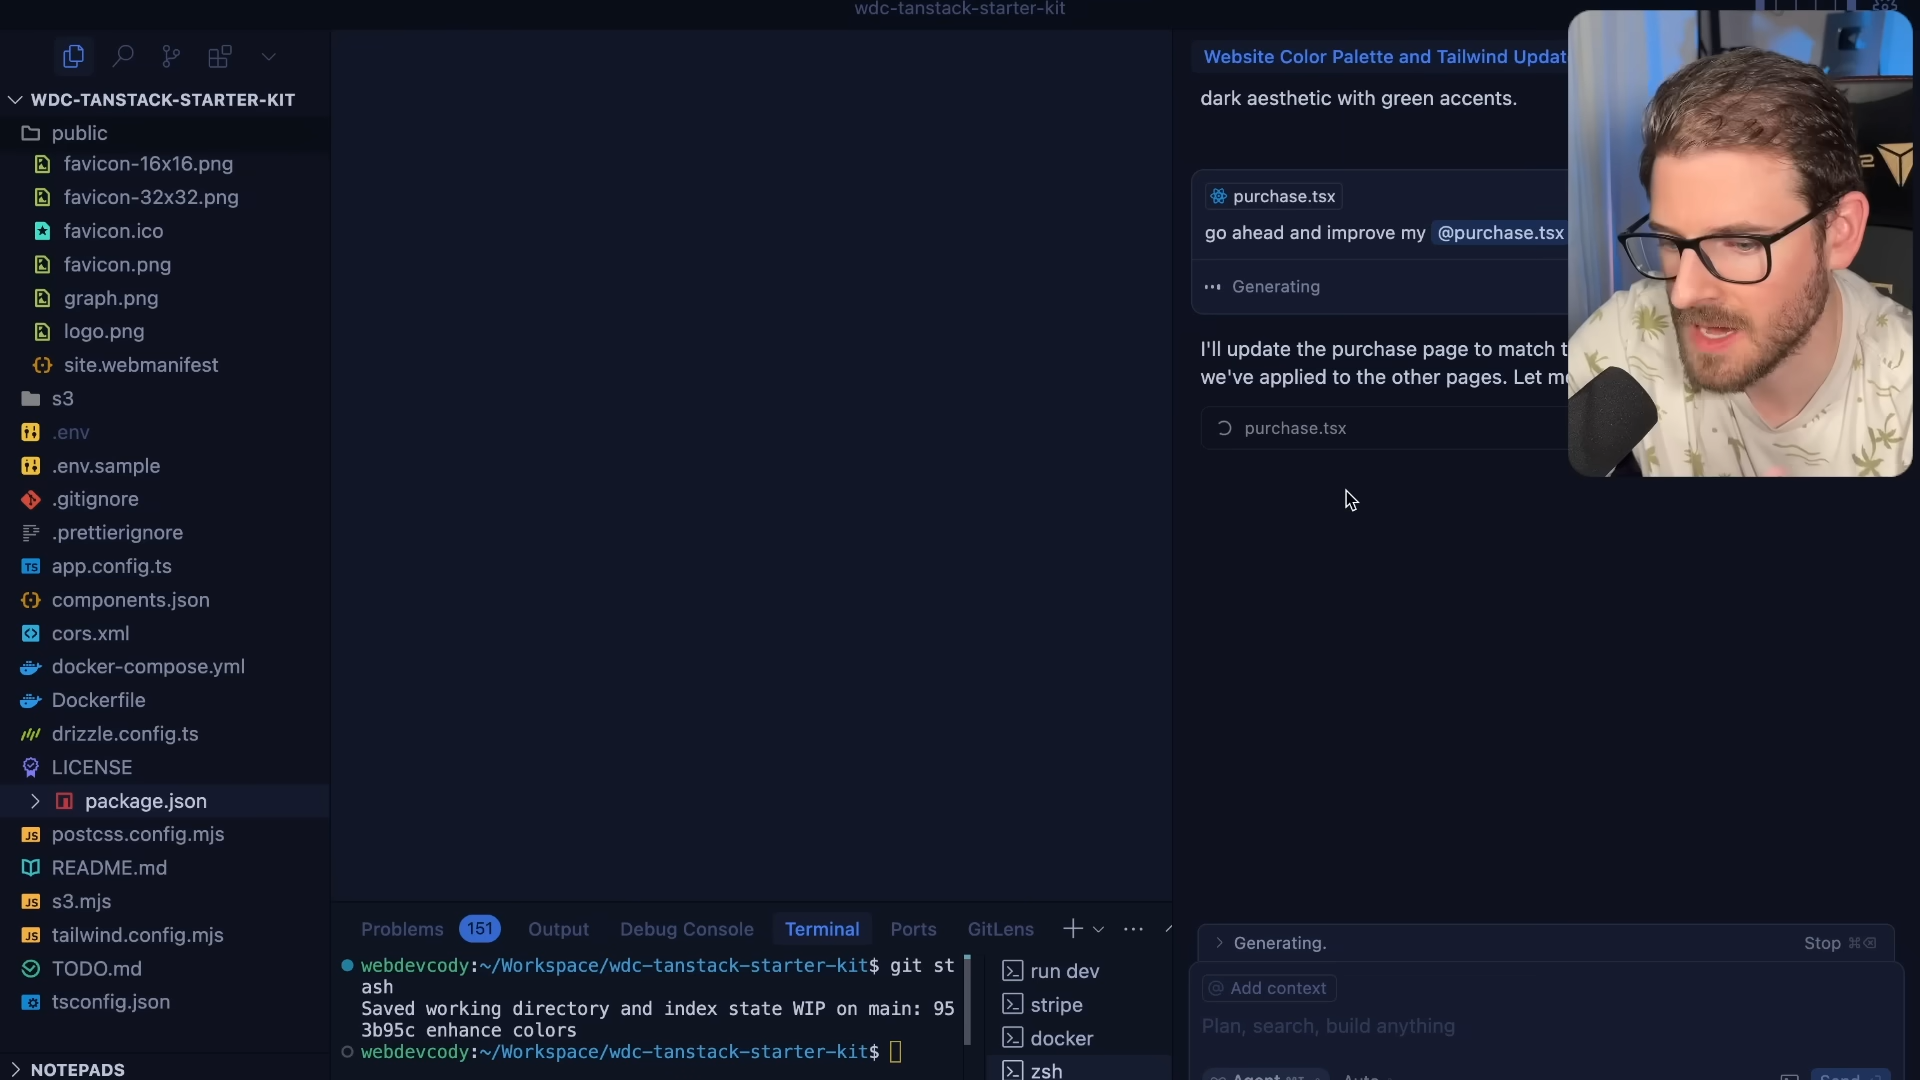 wdc-tanstack-starter-kit
WDC-TANSTACK-STARTER-KIT
public
favicon-16x16.png
favicon-32x32.png
favicon.ico
favicon.png
graph.png
logo.png
site.webmanifest
s3
.env
.env.sample
.gitignore
.prettierignore
app.config.ts
components.json
cors.xml
docker-compose.yml
Dockerfile
drizzle.config.ts
LICENSE
package.json
postcss.config.mjs
README.md
s3.mjs
tailwind.config.mjs
TODO.md
tsconfig.json
NOTEPADS
Problems 151 Output Debug Console Terminal Ports GitLens
webdevcody:~/Workspace/wdc-tanstack-starter-kit$ git st
ash
Saved working directory and index state WIP on main: 95
3b95c enhance colors
webdevcody:~/Workspace/wdc-tanstack-starter-kit$
run dev
stripe
docker
zsh
Website Color Palette and Tailwind Updat
dark aesthetic with green accents.
purchase.tsx
go ahead and improve my @purchase.tsx
Generating
I'll update the purchase page to match t
we've applied to the other pages. Let me
purchase.tsx
Generating.
Stop
@ Add context
Plan, search, build anything
Agent Auto
Send